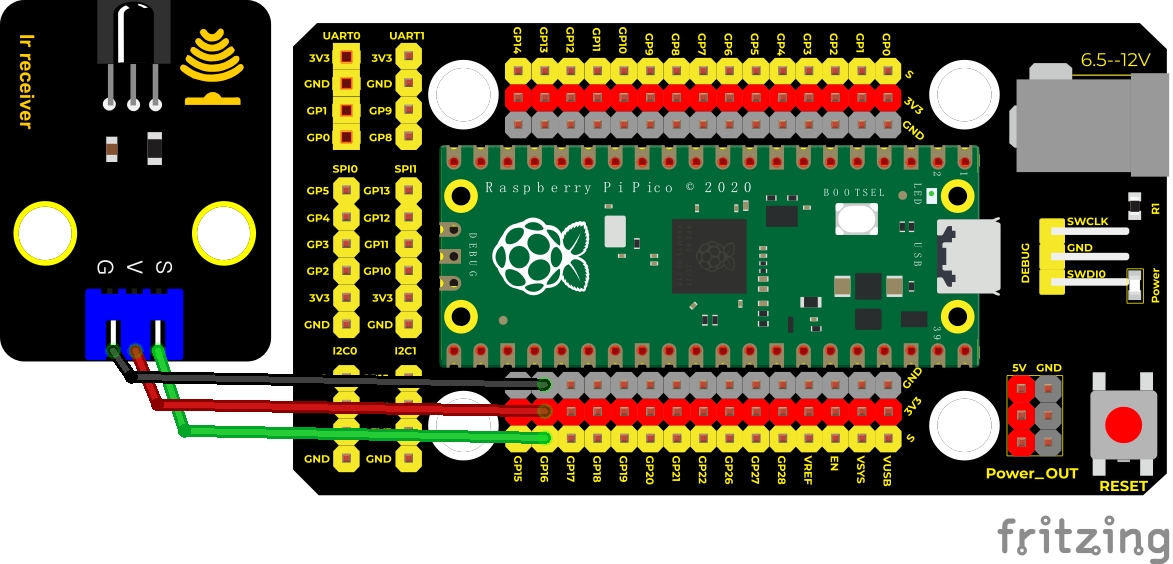 Ir receiver
G V S
UART0 UART1
3V3 3V3
GND GND
GP1 GP9
GP0 GP8
SPI0 SPI1
GP5 GP13
GP4 GP12
GP3 GP11
GP2 GP10
3V3 3V3
GND GND
I2C0 I2C1
GND GND
GP14 GP13 GP12 GP11 GP10 GP9 GP8 GP7 GP6 GP5 GP4 GP3 GP2 GP1 GP0
S
3V3
GND
Raspberry Pi Pico © 2020
BOOTSEL
LED
2 1
DEBUG
USB
39
GND
3V3
S
GP15 GP16 GP17 GP18 GP19 GP20 GP21 GP22 GP26 GP27 GP28 VREF EN VSYS VUSB
6.5--12V
R1
DEBUG
SWCLK
GND
SWDI0
Power
5V GND
Power_OUT
RESET
fritzing